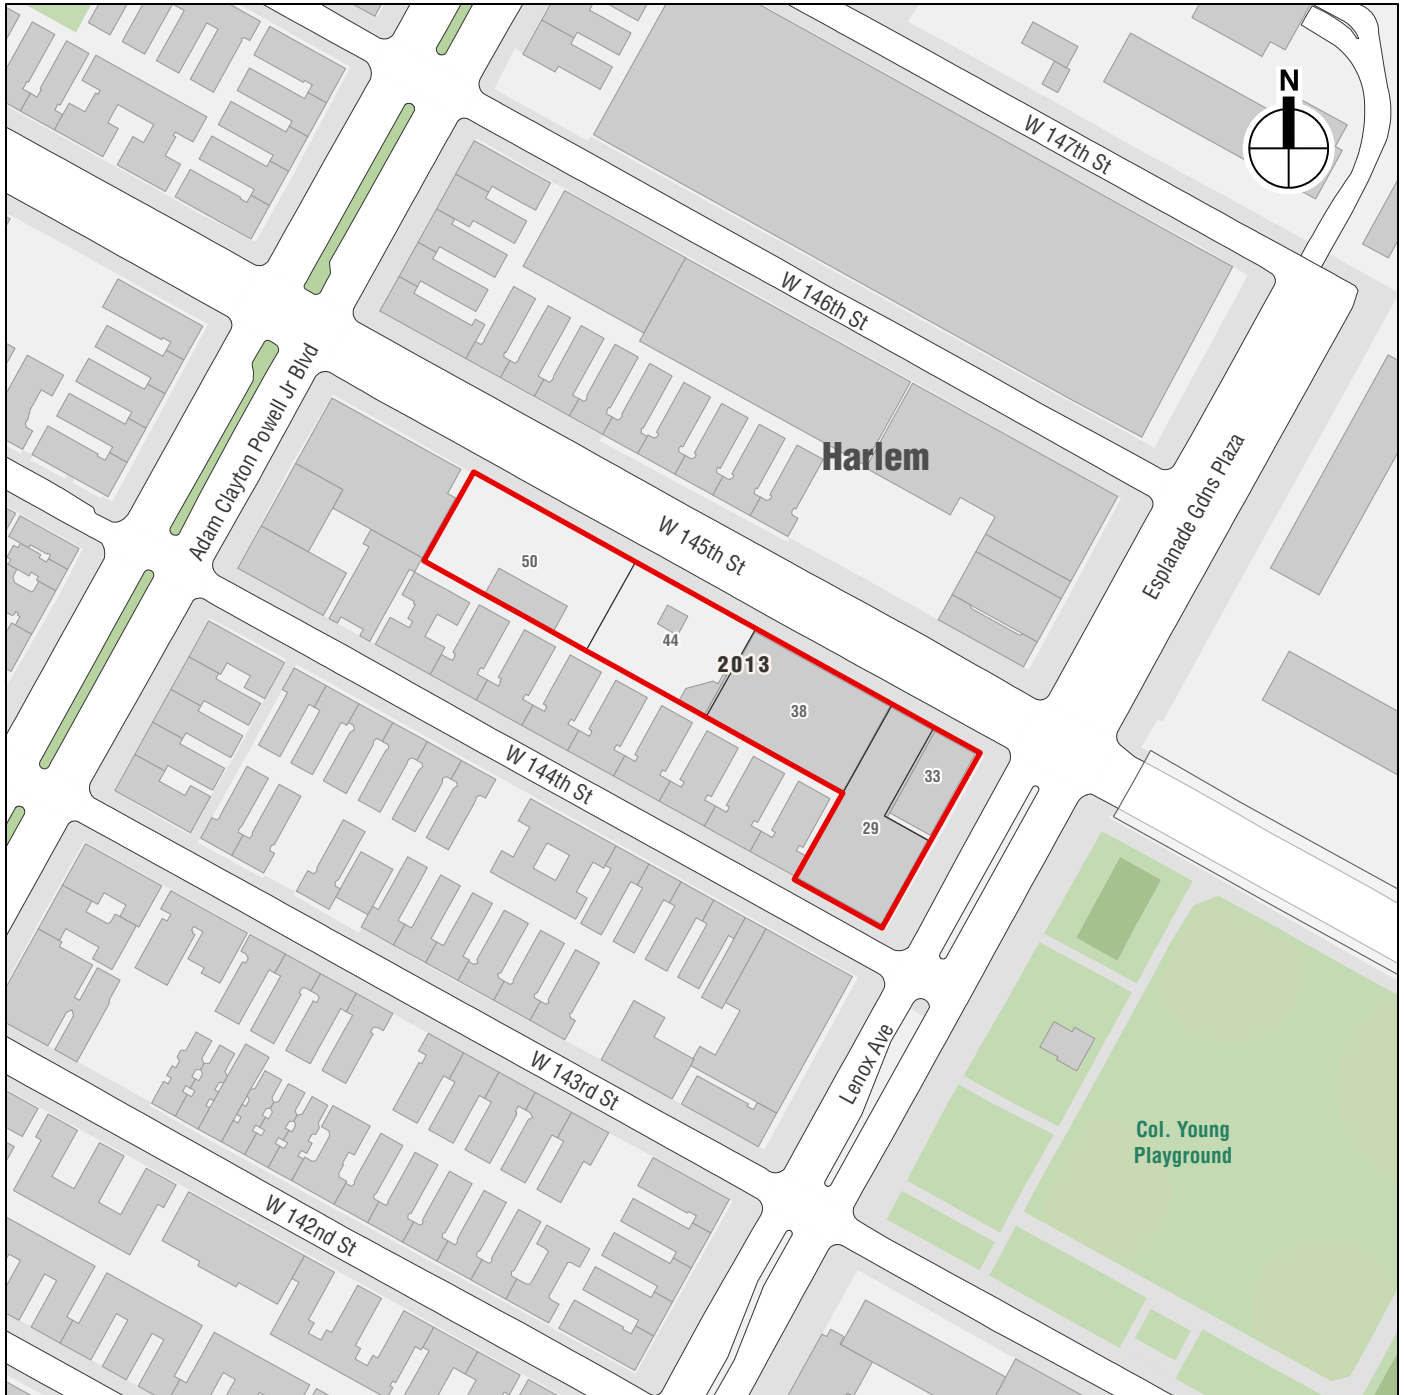 N
W 147th St
W 146th St
Adam Clayton Powell Jr Blvd
Harlem
Esplanade Gdns Plaza
W 145th St
50
44
2013
38
33
29
W 144th St
Lenox Ave
W 143rd St
Col. Young
Playground
W 142nd St